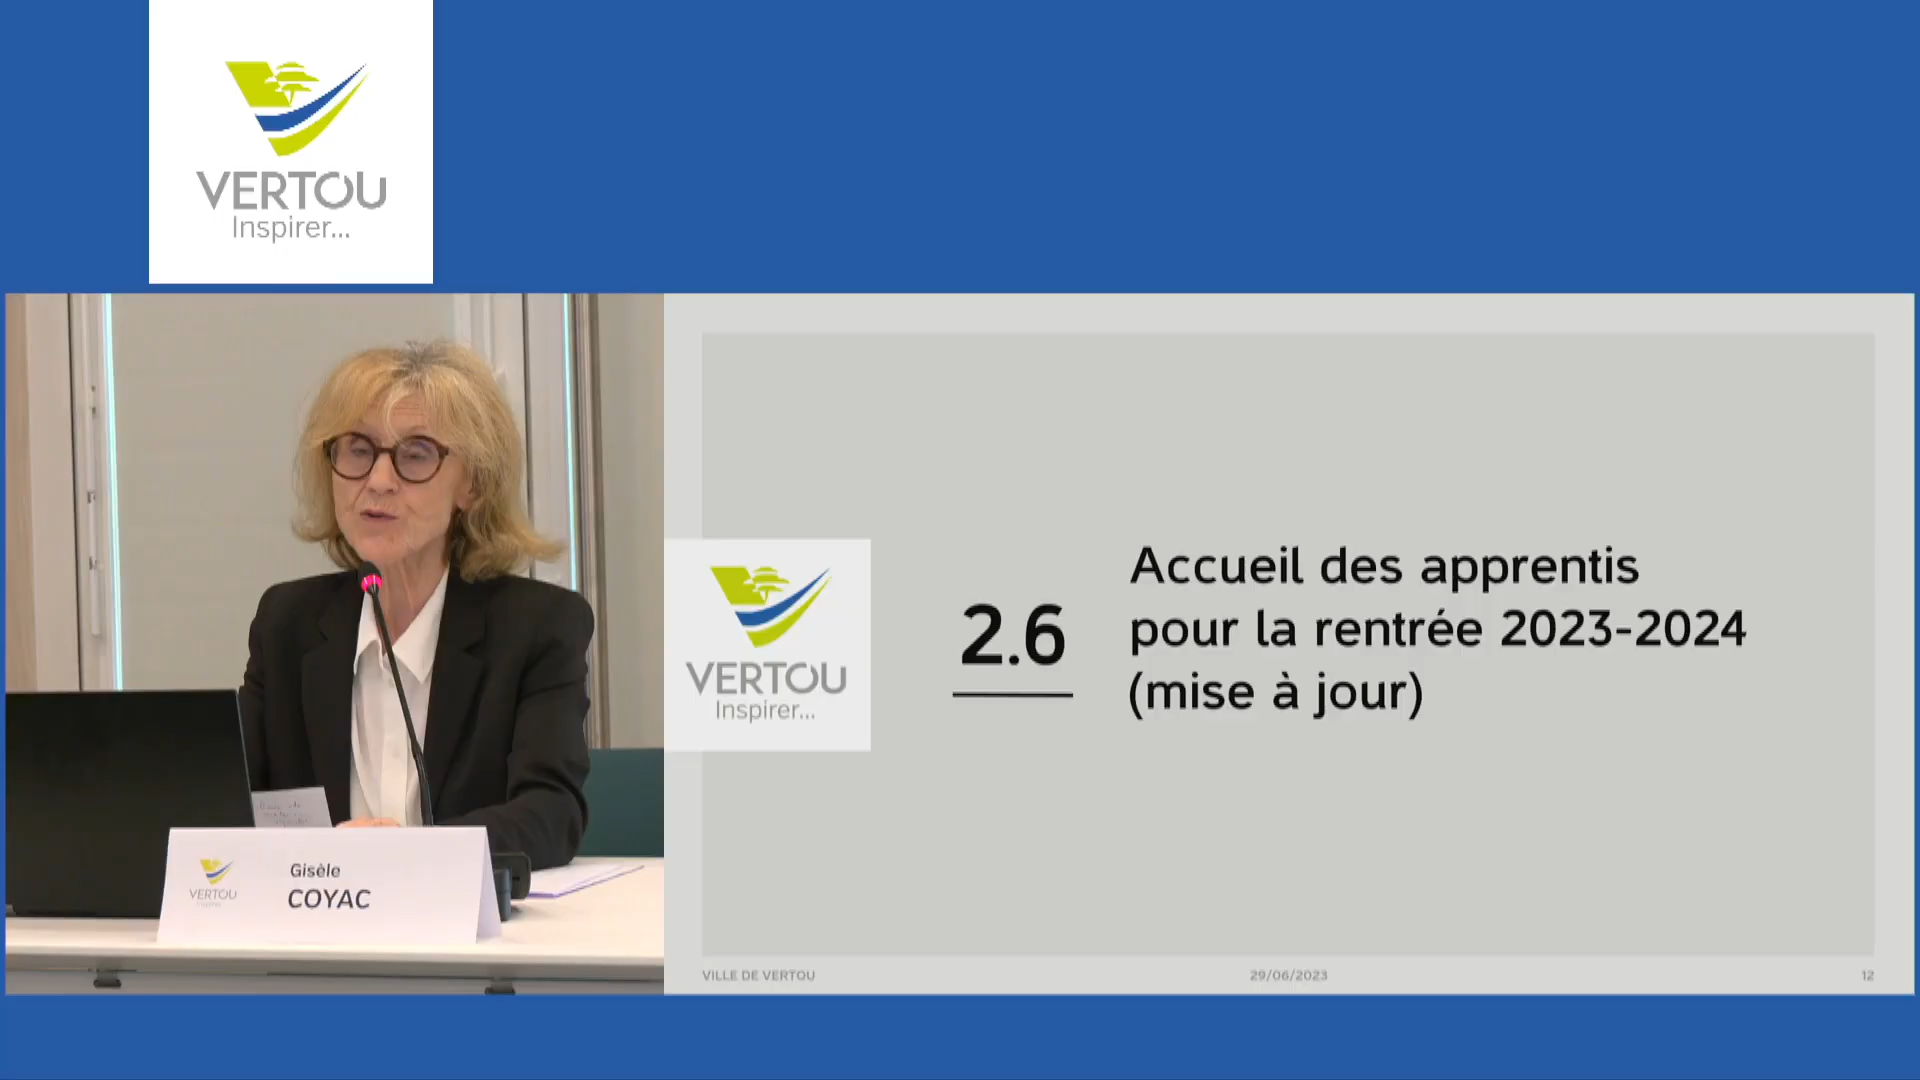 VERTOU
Inspirer...
VERTOU
Inspirer...
2.6
Accueil des apprentis
pour la rentrée 2023-2024
(mise à jour)
VERTOU
Gisèle
COYAC
VILLE DE VERTOU
29/06/2023
12